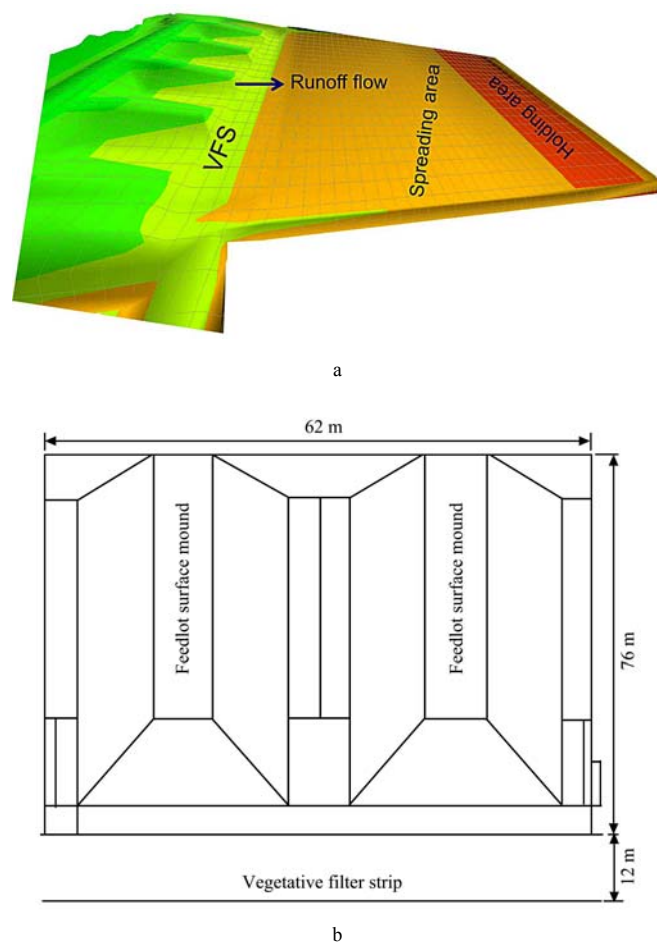 Runoff flow
VFS
Spreading area
Holding area
a
62 m
Feedlot surface mound
Feedlot surface mound
76 m
12 m
Vegetative filter strip
b